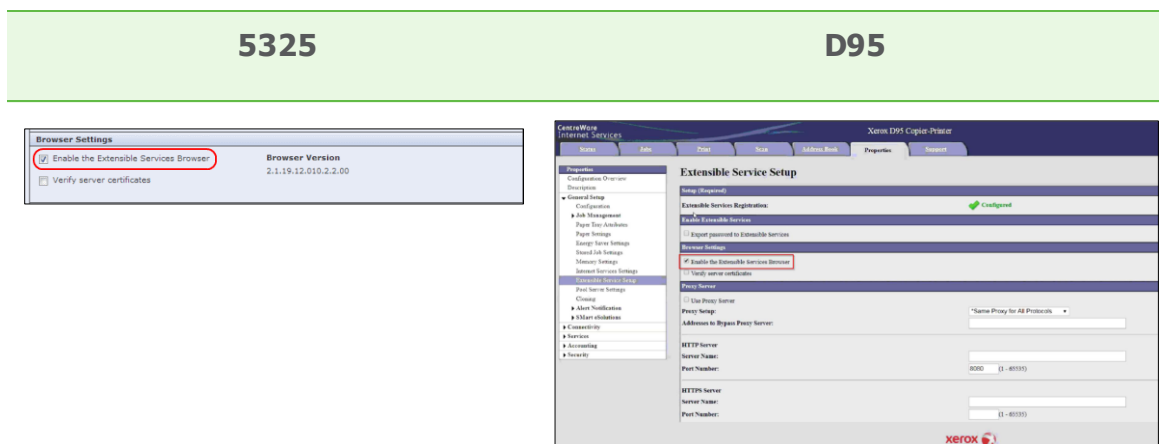 5325
D95
Browser Settings
Enable the Extensible Services Browser
Verify server certificates
Browser Version
2.1.19.12.010.2.2.00
CentreWare
Internet Services
Xerox D95 Copier-Printer
Status Jobs Print Scan Address Book Properties Support
Properties
Configuration Overview
Description
General Setup
Configuration
Job Management
Paper Tray Attributes
Paper Settings
Energy Saver Settings
Stored Job Settings
Memory Settings
Internet Services Settings
Extensible Service Setup
Pool Server Settings
Cloning
Alert Notification
SMart eSolutions
Connectivity
Services
Accounting
Security
Extensible Service Setup
Setup (Required)
Extensible Services Registration: Configured
Enable Extensible Services
Export password to Extensible Services
Browser Settings
Enable the Extensible Services Browser
Verify server certificates
Proxy Server
Use Proxy Server
Proxy Setup: *Same Proxy for All Protocols
Addresses to Bypass Proxy Server:
HTTP Server
Server Name:
Port Number: 8080 (1 - 65535)
HTTPS Server
Server Name:
Port Number: (1 - 65535)
xerox